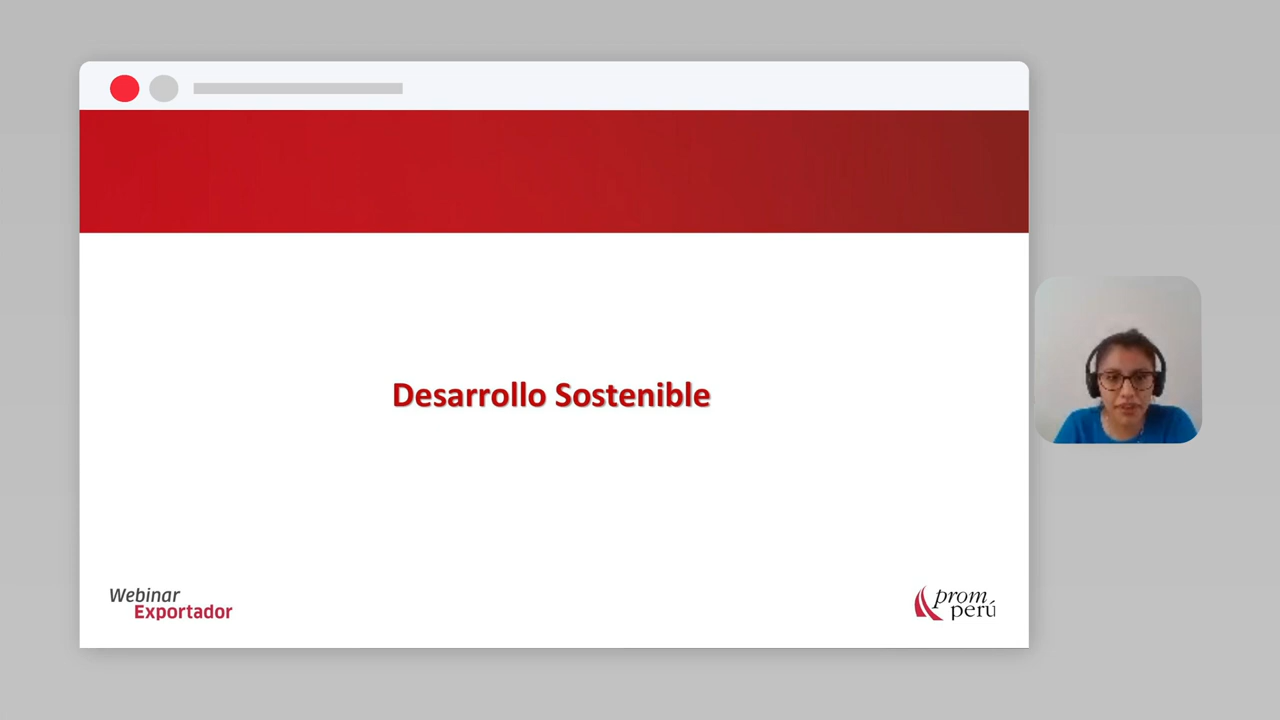 Desarrollo Sostenible
Webinar
Exportador
prom
perú